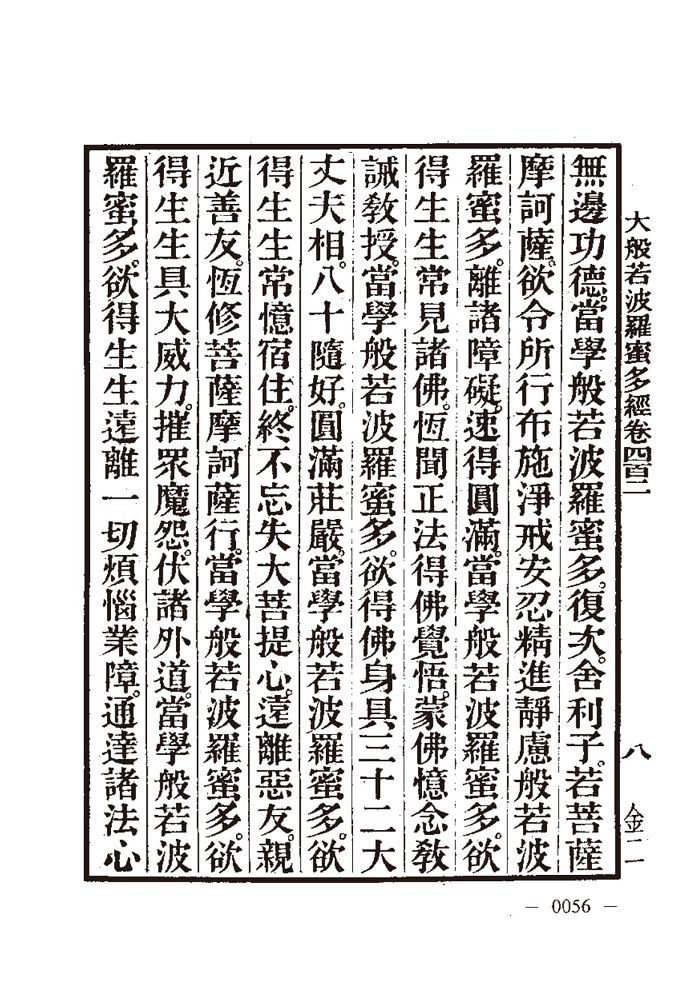 大般若波羅蜜多經卷四百二
八
金二
無邊功德。當學般若波羅蜜多。復次。舍利子。若菩薩
摩訶薩。欲令所行布施淨戒安忍精進靜慮般若波
羅蜜多。離諸障礙。速得圓滿。當學般若波羅蜜多。欲
得生生常見諸佛。恆聞正法得佛覺悟。蒙佛憶念教
誡教授。當學般若波羅蜜多。欲得佛身具三十二大
丈夫相。八十隨好。圓滿莊嚴。當學般若波羅蜜多。欲
得生生常憶宿住。終不忘失大菩提心。遠離惡友。親
近善友。恆修菩薩摩訶薩行。當學般若波羅蜜多。欲
得生生具大威力。摧眾魔怨。伏諸外道。當學般若波
羅蜜多。欲得生生遠離一切煩惱業障。通達諸法心
— 0056 —